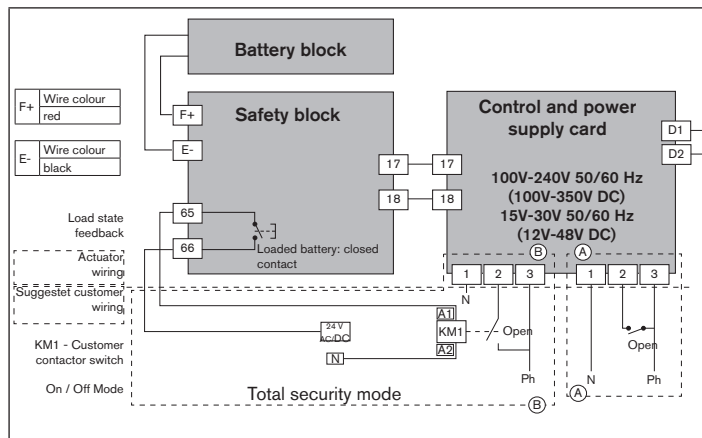 Battery block
F+
Wire colour
red
E-
Wire colour
black
F+
E-
Safety block
17
18
17
18
Control and power
supply card
100V-240V 50/60 Hz
(100V-350V DC)
15V-30V 50/60 Hz
(12V-48V DC)
D1
D2
Load state
feedback
65
66
Loaded battery: closed
contact
Actuator
wiring
Suggestet customer
wiring
B
A
1
2
3
1
2
3
N
KM1 - Customer
contactor switch
24 V
AC/DC
N
A1
KM1
A2
Open
Open
Ph
N
Ph
On / Off Mode
Total security mode
B
A